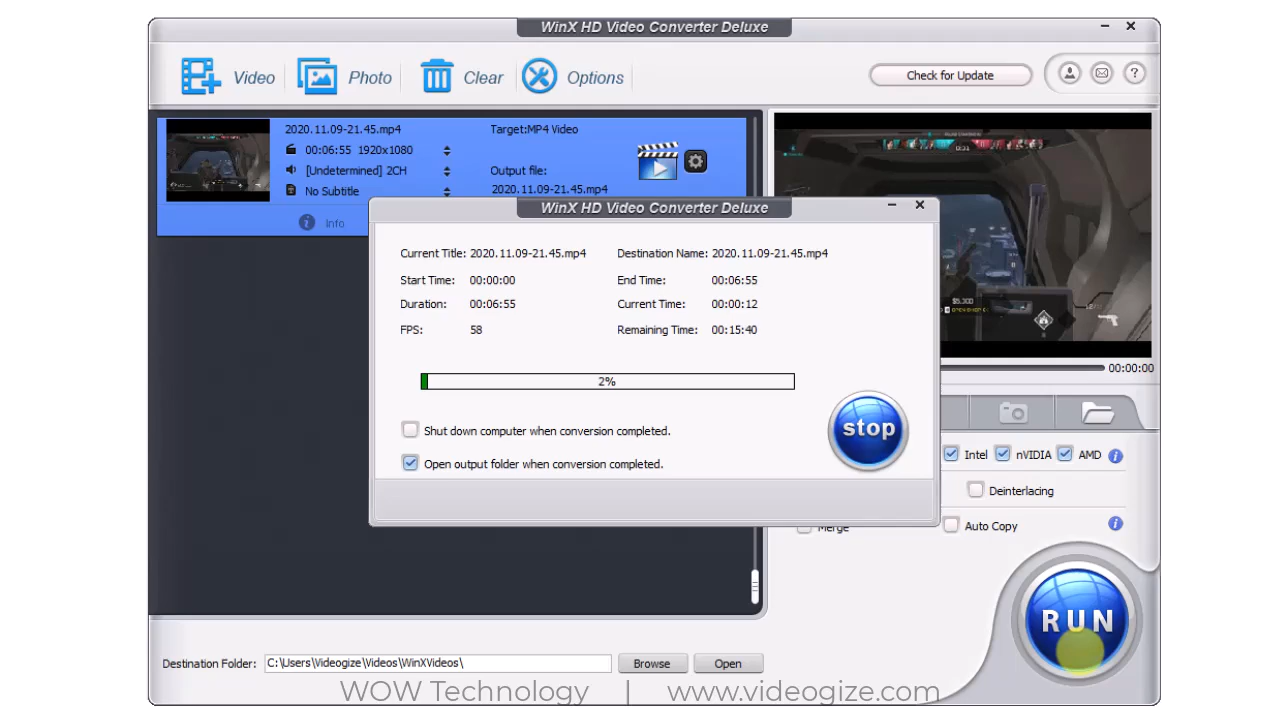 WinX HD Video Converter Deluxe
Video
Photo
Clear
Options
Check for Update
?
2020.11.09-21.45.mp4
00:06:55 1920x1080
[Undetermined] 2CH
No Subtitle
i Info
Target:MP4 Video
Output file:
2020.11.09-21.45.mp4
0:31
$5,300
00:00:00
WinX HD Video Converter Deluxe
Current Title: 2020.11.09-21.45.mp4 Destination Name: 2020.11.09-21.45.mp4
Start Time: 00:00:00 End Time: 00:06:55
Duration: 00:06:55 Current Time: 00:00:12
FPS: 58 Remaining Time: 00:15:40
2%
Shut down computer when conversion completed.
Open output folder when conversion completed.
stop
Intel nVIDIA AMD i
Deinterlacing
Merge Auto Copy i
RUN
Destination Folder: C:\Users\Videogize\Videos\WinXVideos\ Browse Open
WOW Technology | www.videogize.com